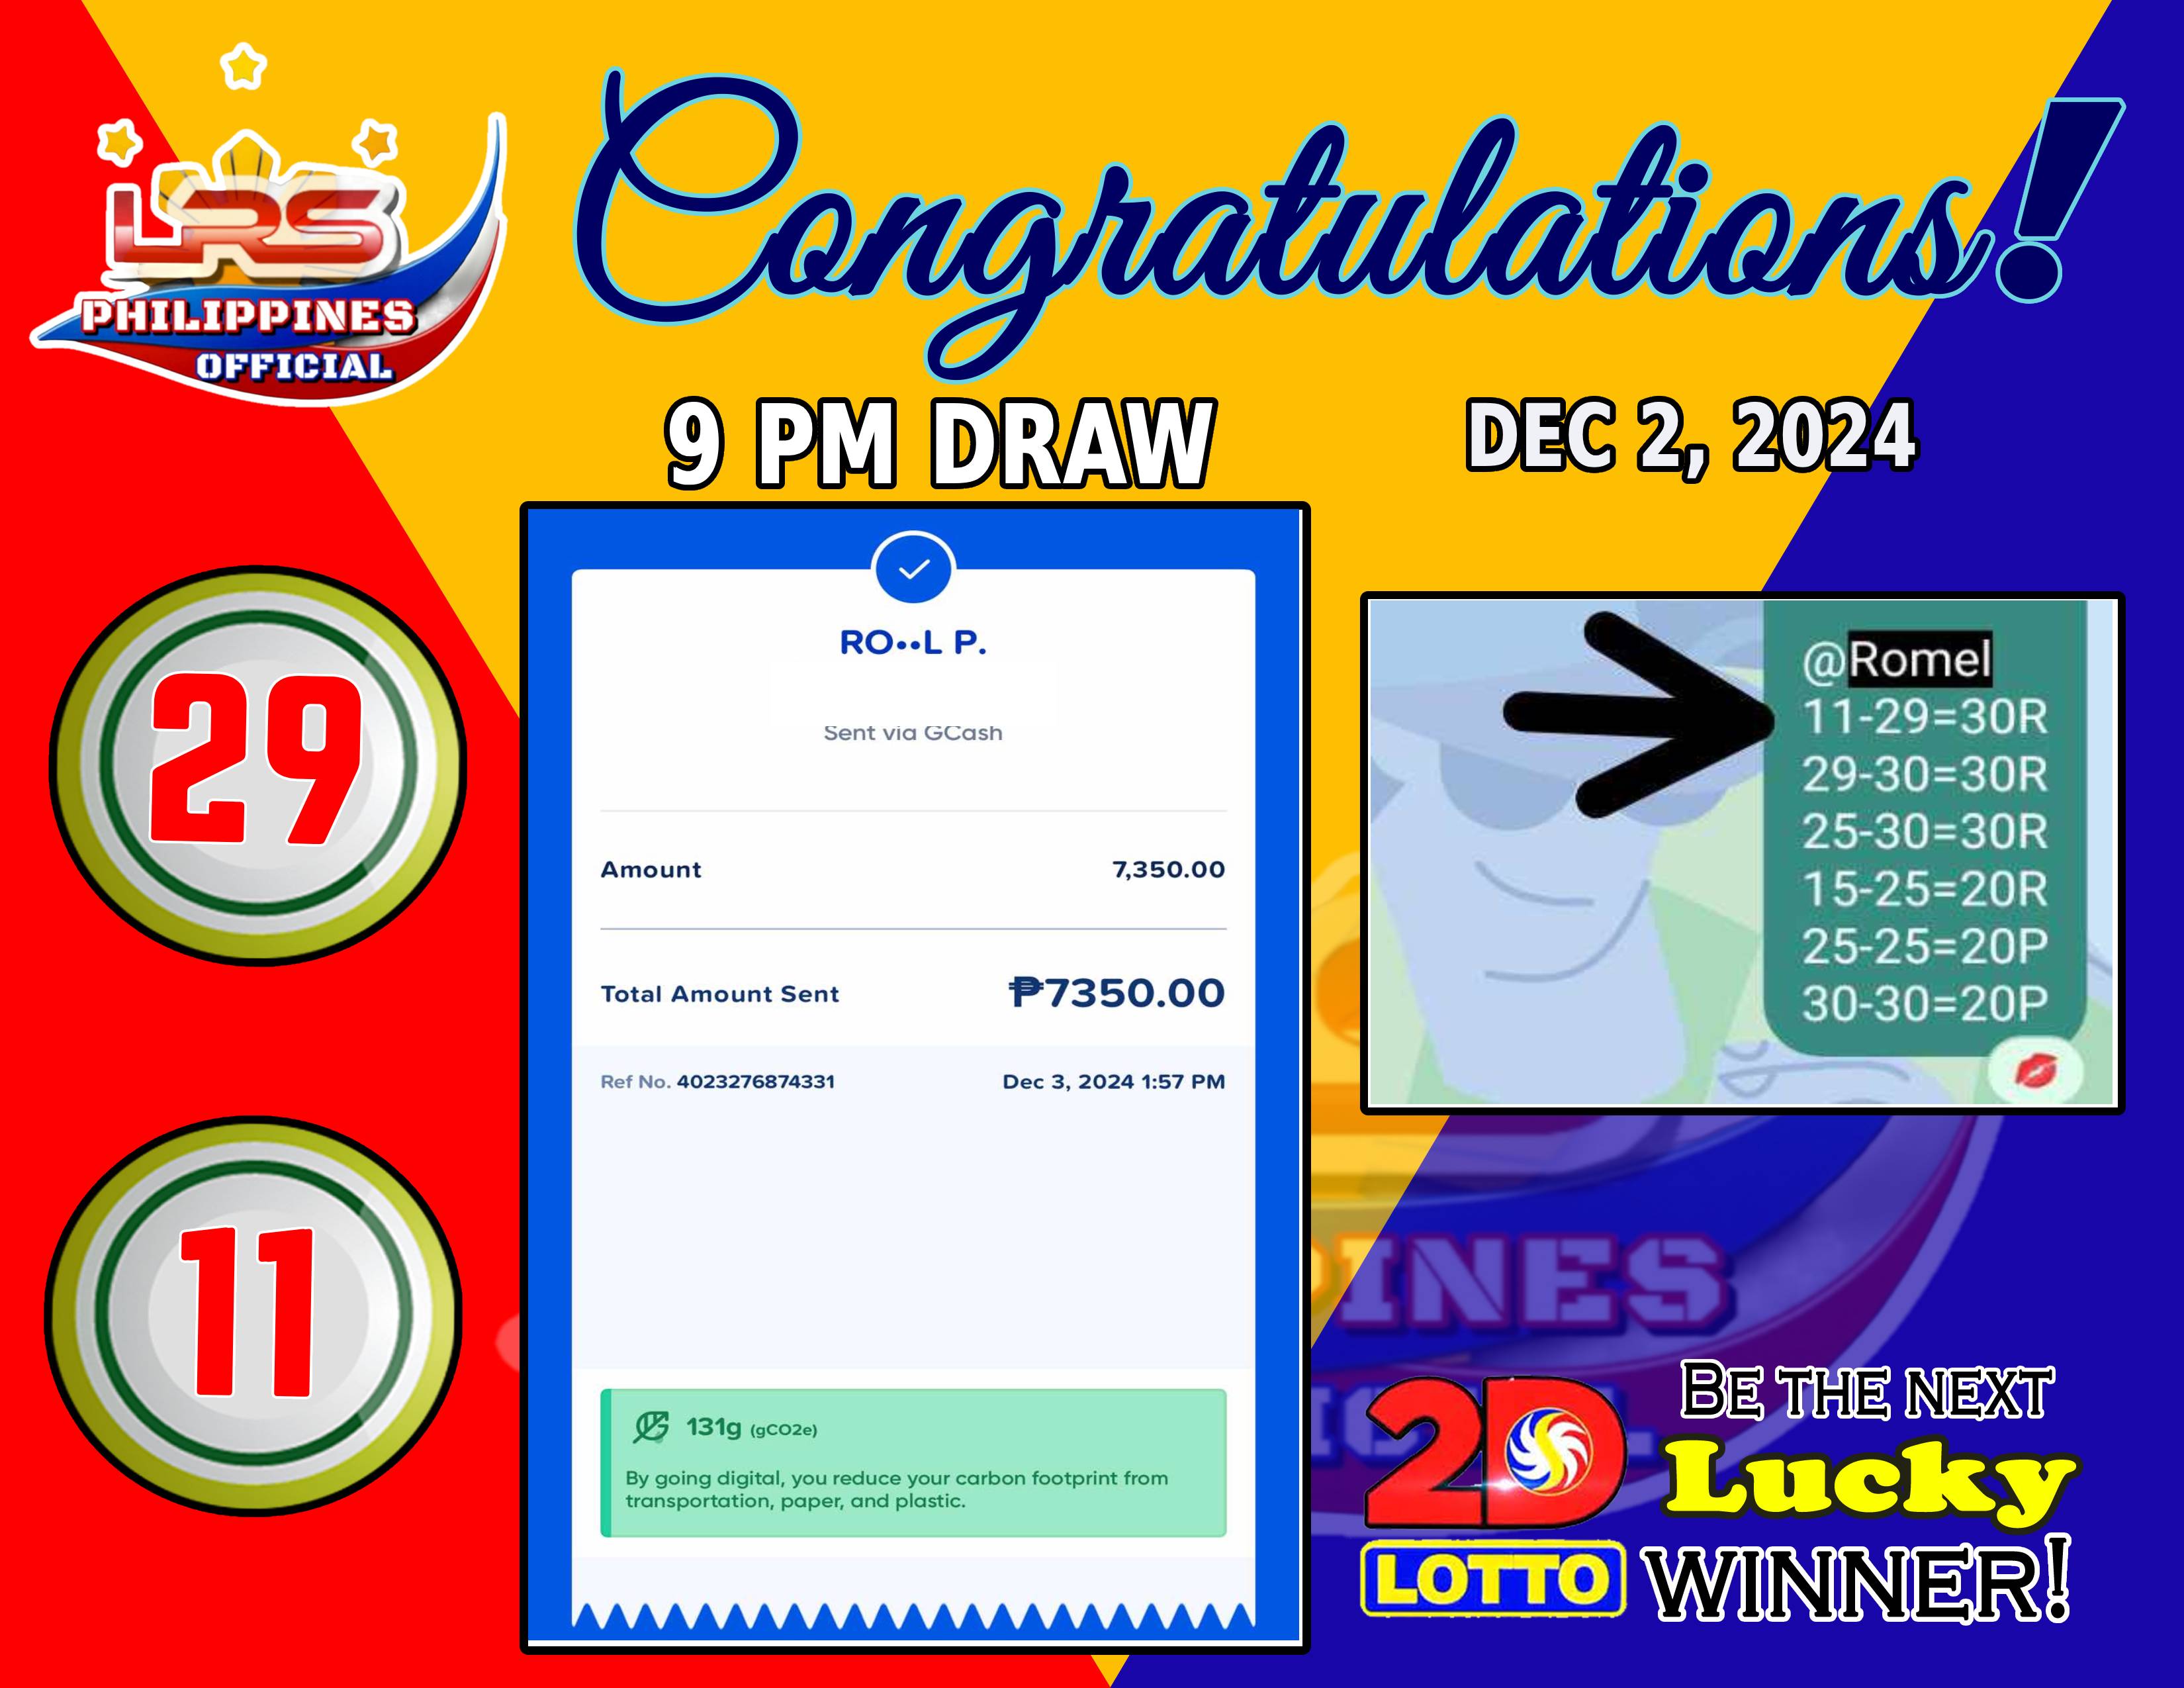 LRS
PHILIPPINES
OFFICIAL
Congratulations!
9 PM DRAW
DEC 2, 2024
29
11
RO••L P.
Sent via GCash
Amount 7,350.00
Total Amount Sent ₱7350.00
Ref No. 4023276874331 Dec 3, 2024 1:57 PM
131g (gCO2e)
By going digital, you reduce your carbon footprint from
transportation, paper, and plastic.
@Romel
11-29=30R
29-30=30R
25-30=30R
15-25=20R
25-25=20P
30-30=20P
PINES
2D
LOTTO
BE THE NEXT
Lucky
WINNER!